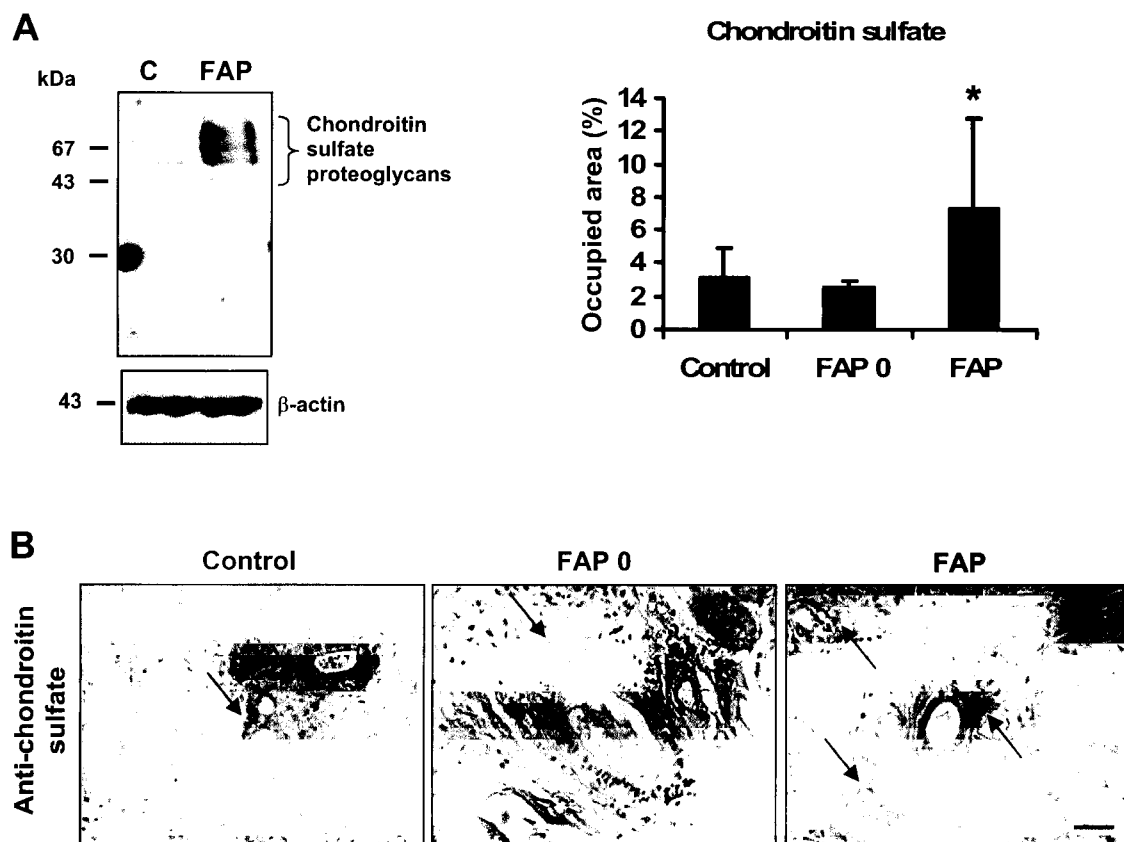 A
kDa
C FAP
67
43
30
Chondroitin
sulfate
proteoglycans
43
β-actin
Chondroitin sulfate
Occupied area (%)
14
12
10
8
6
4
2
0
*
Control FAP 0 FAP
B
Control FAP 0 FAP
Anti-chondroitin
sulfate